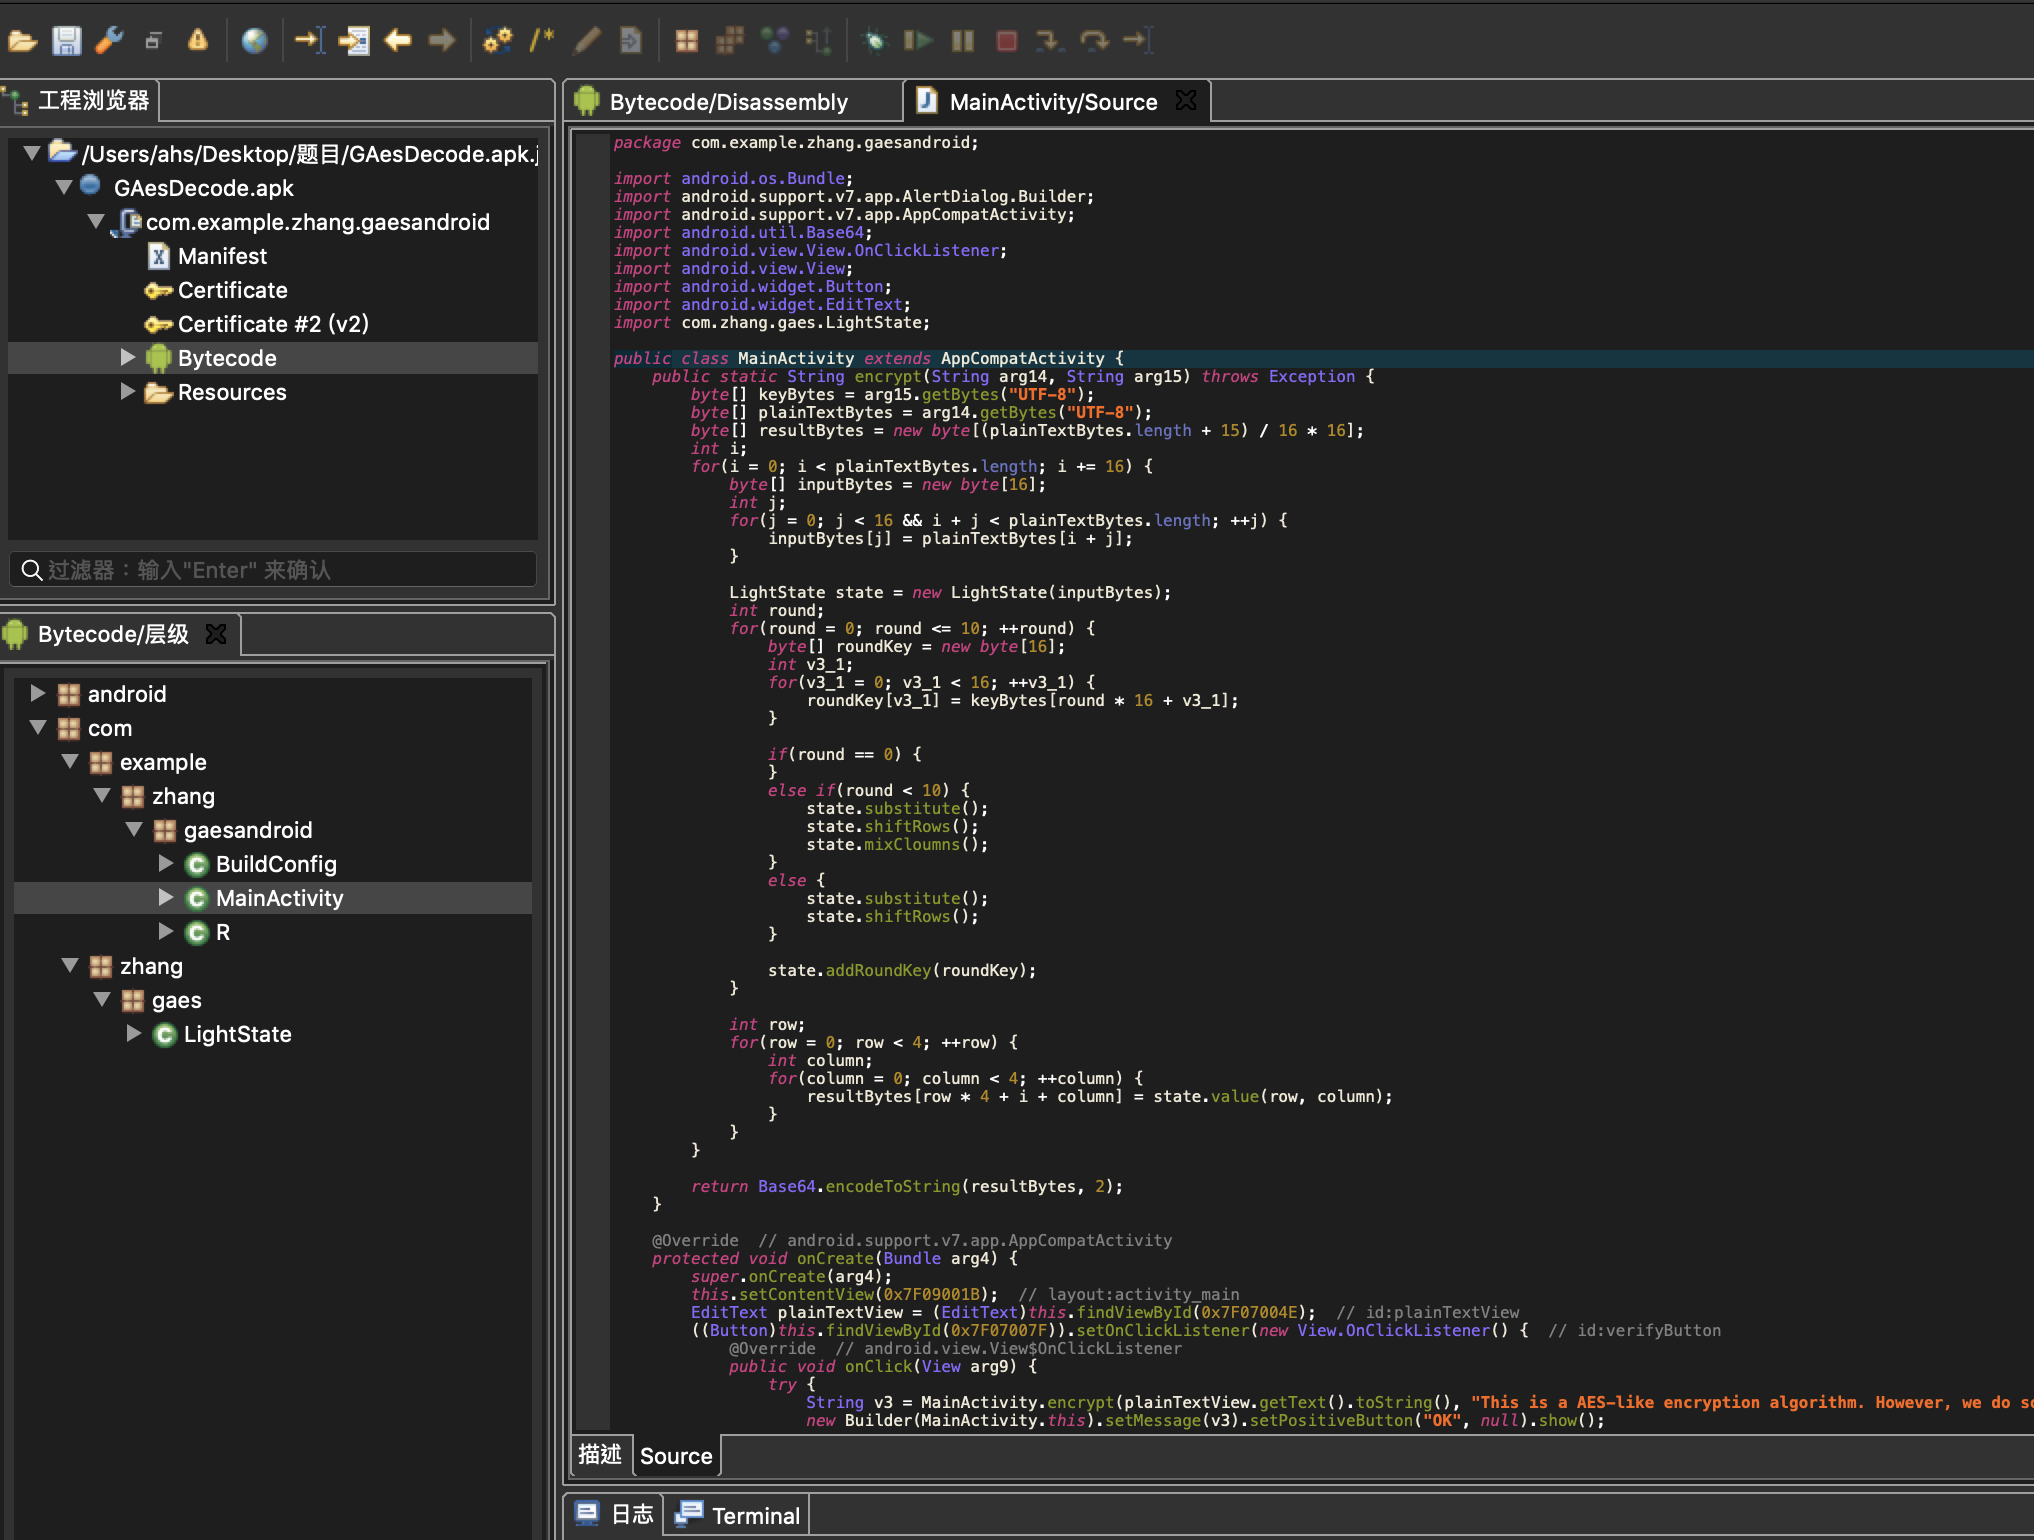 工程浏览器
/Users/ahs/Desktop/题目/GAesDecode.apk.j
GAesDecode.apk
com.example.zhang.gaesandroid
Manifest
Certificate
Certificate #2 (v2)
Bytecode
Resources
过滤器：输入"Enter" 来确认
Bytecode/层级
android
com
example
zhang
gaesandroid
BuildConfig
MainActivity
R
zhang
gaes
LightState
Bytecode/Disassembly
MainActivity/Source
package com.example.zhang.gaesandroid;
import android.os.Bundle;
import android.support.v7.app.AlertDialog.Builder;
import android.support.v7.app.AppCompatActivity;
import android.util.Base64;
import android.view.View.OnClickListener;
import android.view.View;
import android.widget.Button;
import android.widget.EditText;
import com.zhang.gaes.LightState;
public class MainActivity extends AppCompatActivity {
public static String encrypt(String arg14, String arg15) throws Exception {
byte[] keyBytes = arg15.getBytes("UTF-8");
byte[] plainTextBytes = arg14.getBytes("UTF-8");
byte[] resultBytes = new byte[(plainTextBytes.length + 15) / 16 * 16];
int i;
for(i = 0; i < plainTextBytes.length; i += 16) {
byte[] inputBytes = new byte[16];
int j;
for(j = 0; j < 16 && i + j < plainTextBytes.length; ++j) {
inputBytes[j] = plainTextBytes[i + j];
}
LightState state = new LightState(inputBytes);
int round;
for(round = 0; round <= 10; ++round) {
byte[] roundKey = new byte[16];
int v3_1;
for(v3_1 = 0; v3_1 < 16; ++v3_1) {
roundKey[v3_1] = keyBytes[round * 16 + v3_1];
}
if(round == 0) {
}
else if(round < 10) {
state.substitute();
state.shiftRows();
state.mixCloumns();
}
else {
state.substitute();
state.shiftRows();
}
state.addRoundKey(roundKey);
}
int row;
for(row = 0; row < 4; ++row) {
int column;
for(column = 0; column < 4; ++column) {
resultBytes[row * 4 + i + column] = state.value(row, column);
}
}
}
return Base64.encodeToString(resultBytes, 2);
}
@Override  // android.support.v7.app.AppCompatActivity
protected void onCreate(Bundle arg4) {
super.onCreate(arg4);
this.setContentView(0x7F09001B);  // layout:activity_main
EditText plainTextView = (EditText)this.findViewById(0x7F07004E);  // id:plainTextView
((Button)this.findViewById(0x7F07007F)).setOnClickListener(new View.OnClickListener() {  // id:verifyButton
@Override  // android.view.View$OnClickListener
public void onClick(View arg9) {
try {
String v3 = MainActivity.encrypt(plainTextView.getText().toString(), "This is a AES-like encryption algorithm. However, we do so
new Builder(MainActivity.this).setMessage(v3).setPositiveButton("OK", null).show();
描述
Source
日志
Terminal